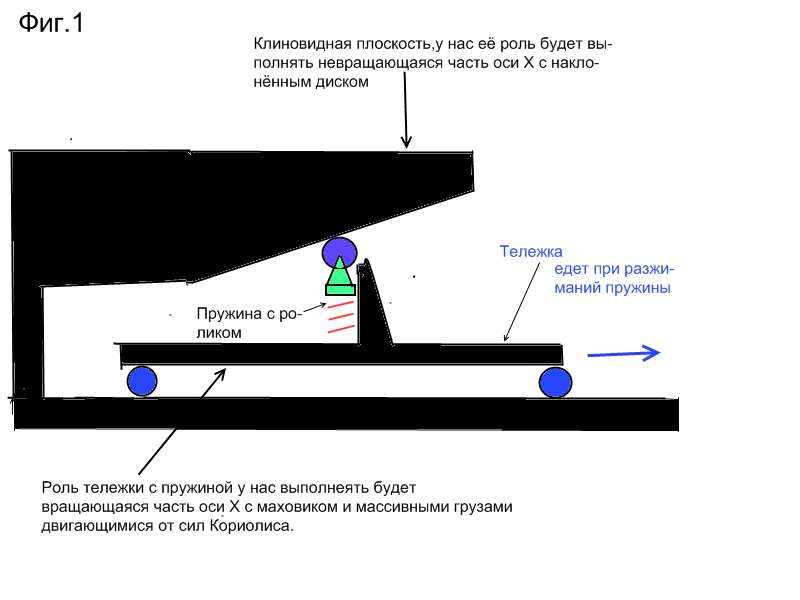 Фиг.1
Клиновидная плоскость,у нас её роль будет вы-
полнять невращающаяся часть оси X с накло-
нённым диском
Тележка
едет при разжи-
маний пружины
Пружина с ро-
ликом
Роль тележки с пружиной у нас выполнеять будет
вращающаяся часть оси X с маховиком и массивными грузами
двигающимися от сил Кориолиса.